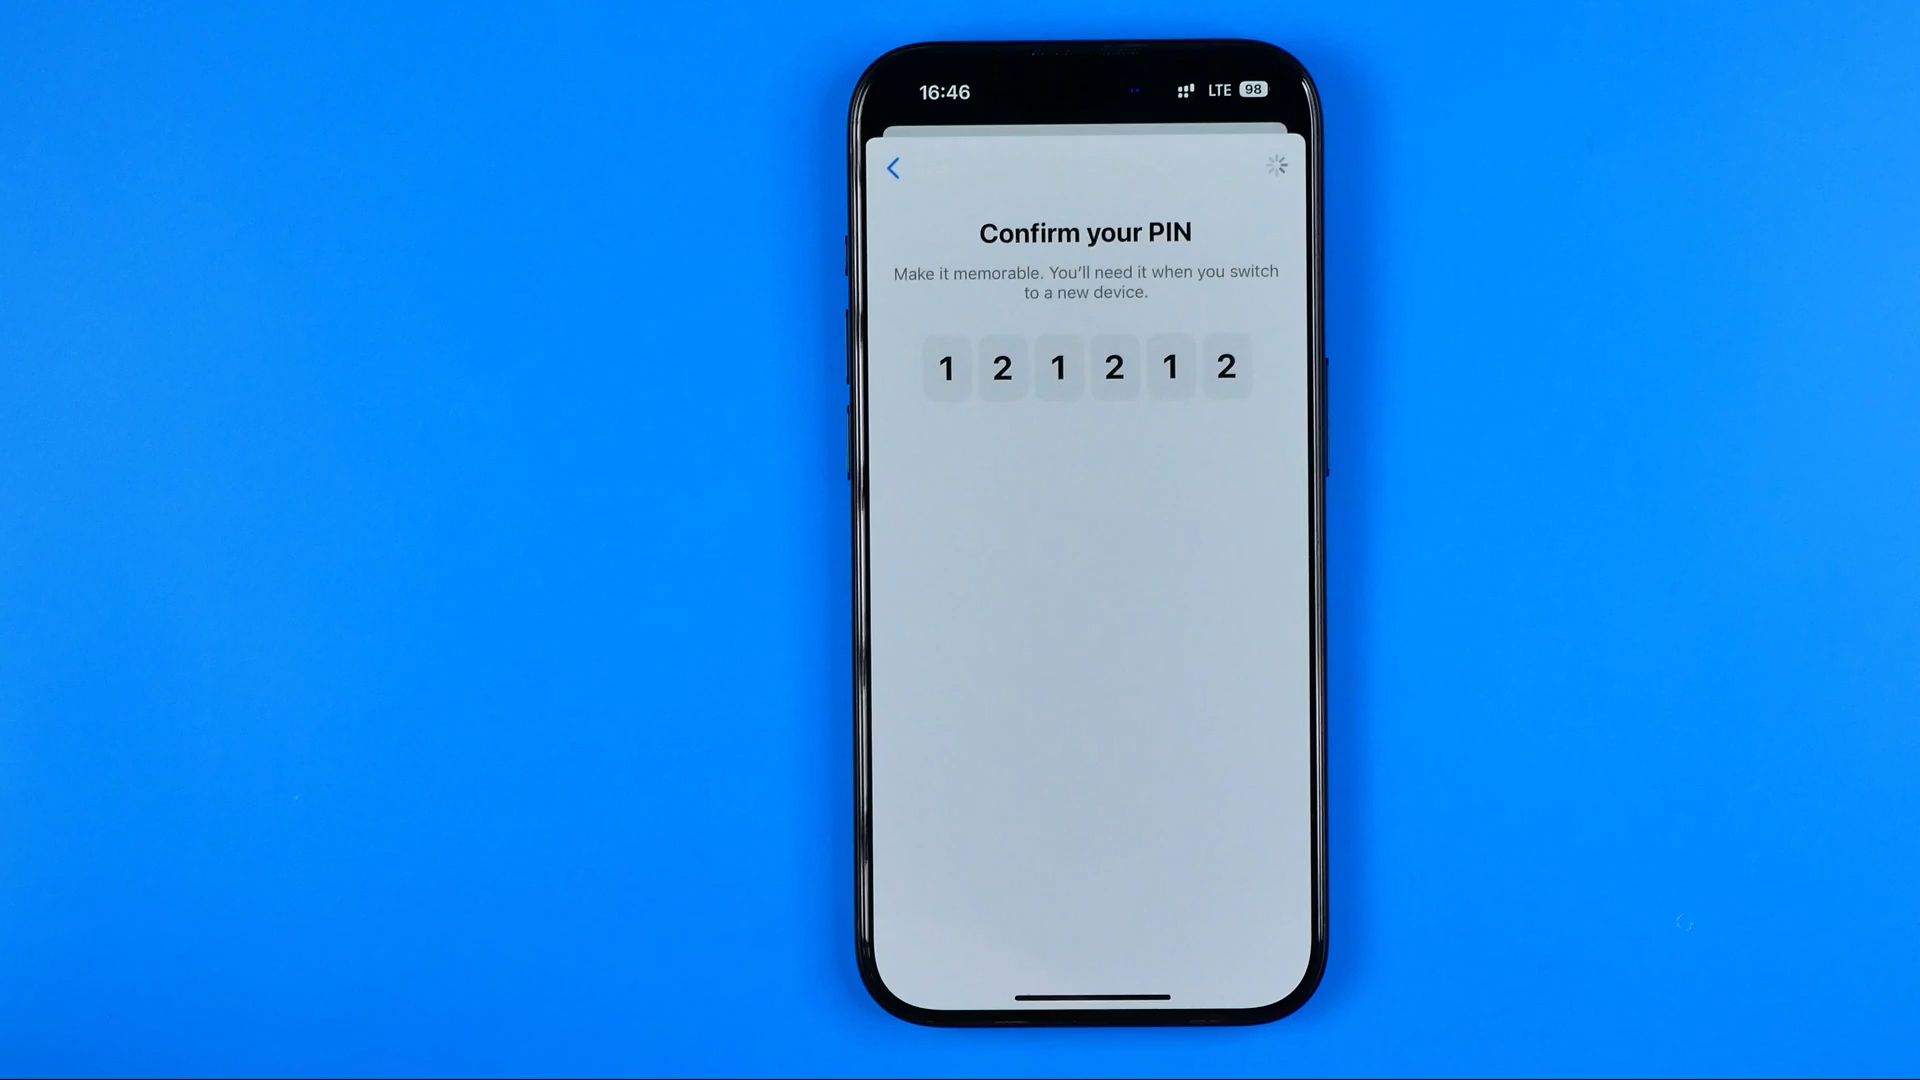 16:46 LTE 98
Confirm your PIN
Make it memorable. You'll need it when you switch
to a new device.
1 2 1 2 1 2